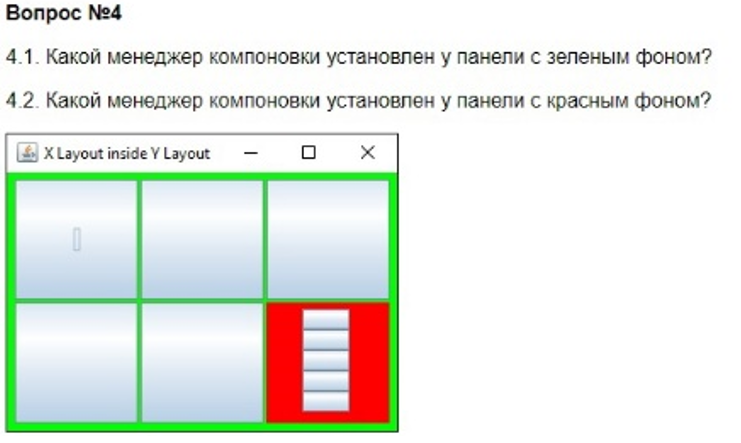 Вопрос №4
4.1. Какой менеджер компоновки установлен у панели с зеленым фоном?
4.2. Какой менеджер компоновки установлен у панели с красным фоном?
X Layout inside Y Layout